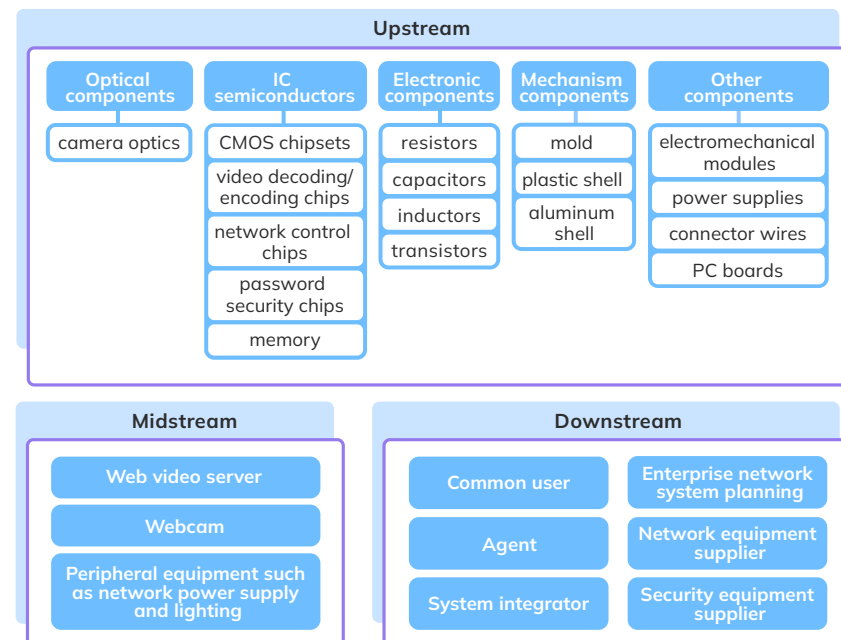 Upstream
Optical
components
camera optics
IC
semiconductors
CMOS chipsets
video decoding/
encoding chips
network control
chips
password
security chips
memory
Electronic
components
resistors
capacitors
inductors
transistors
Mechanism
components
mold
plastic shell
aluminum
shell
Other
components
electromechanical
modules
power supplies
connector wires
PC boards
Midstream
Web video server
Webcam
Peripheral equipment such
as network power supply
and lighting
Downstream
Common user
Agent
System integrator
Enterprise network
system planning
Network equipment
supplier
Security equipment
supplier